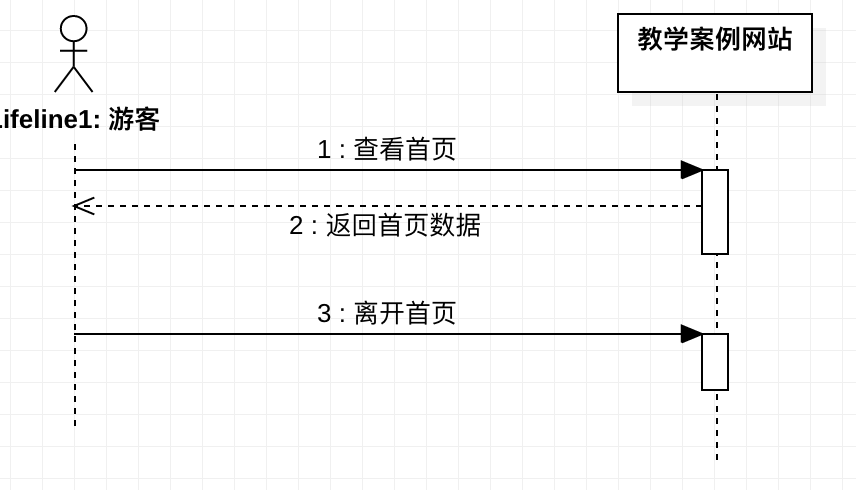 教学案例网站
ifeline1: 游客
1 : 查看首页
2 : 返回首页数据
3 : 离开首页